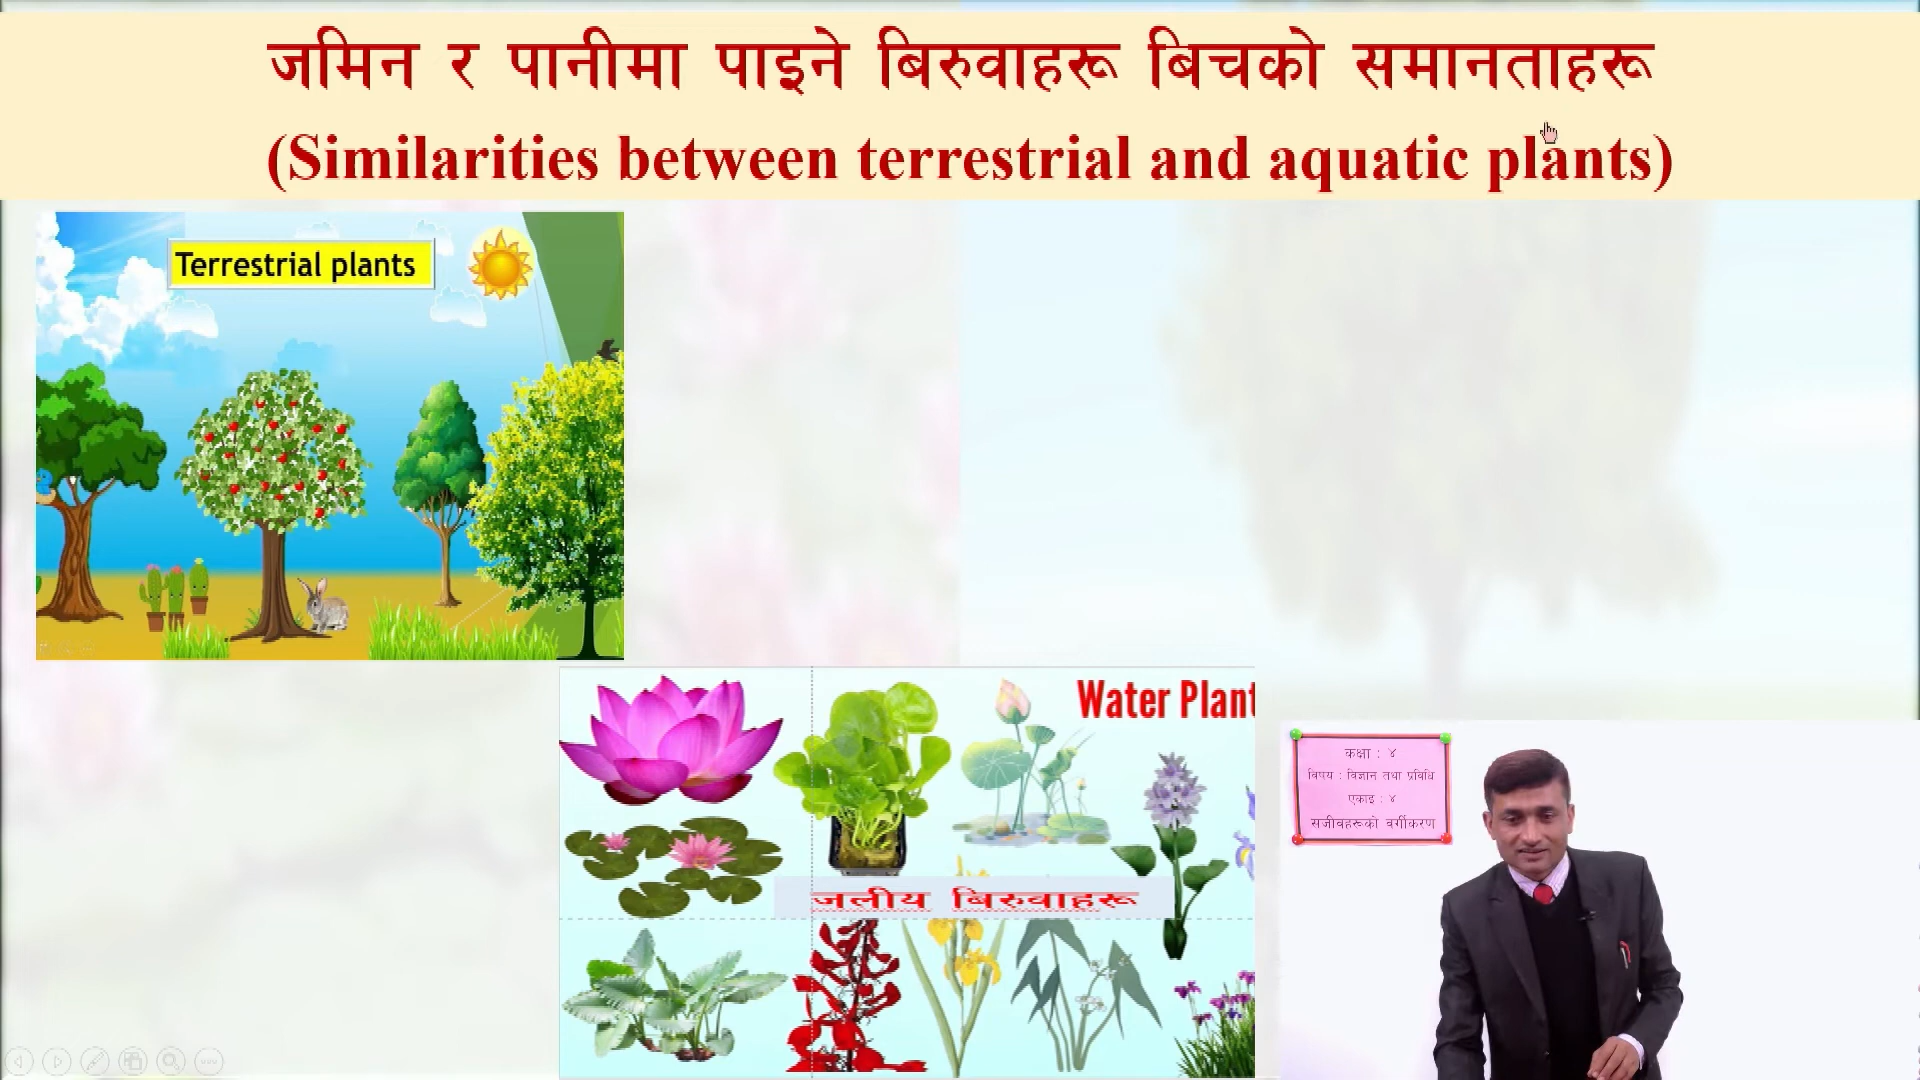 जमिन र पानीमा पाइने बिरुवाहरू बिचको समानताहरू
(Similarities between terrestrial and aquatic plants)
Terrestrial plants
Water Plant
जलीय बिरुवाहरू
कक्षा : ४
विषय : विज्ञान तथा प्रविधि
एकाइ : ४
सजीवहरूको वर्गीकरण